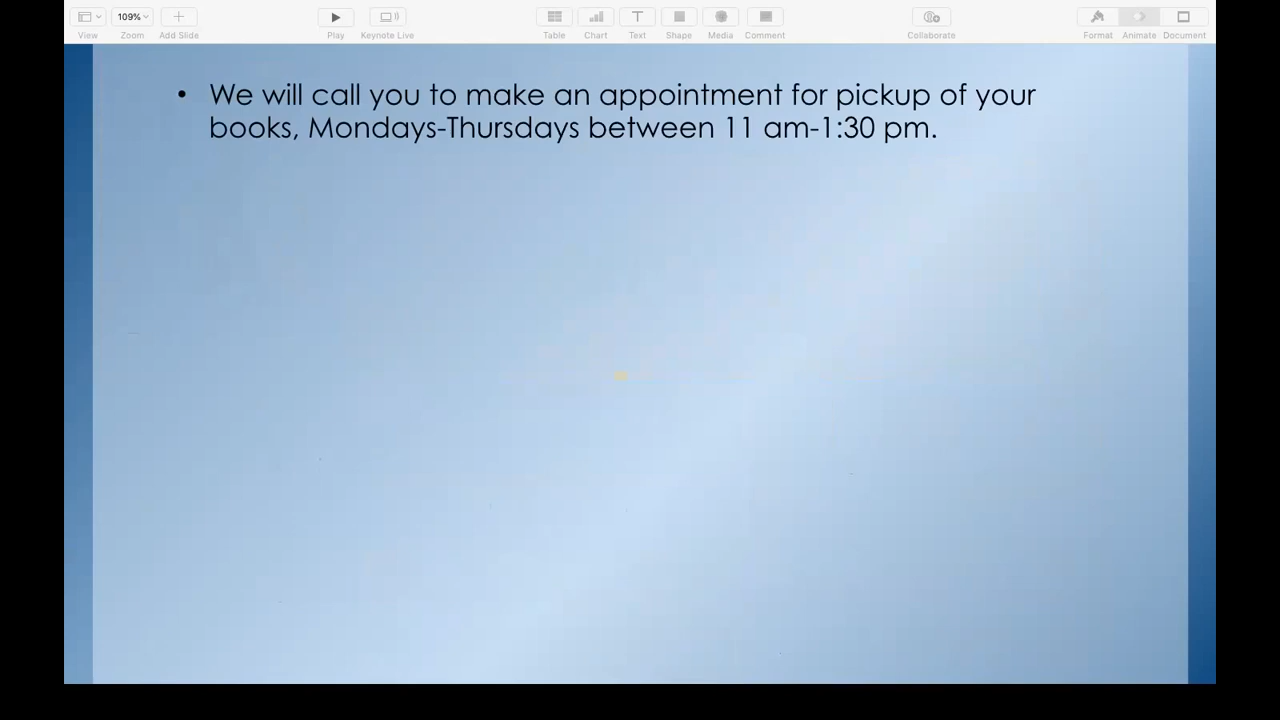 109%
View Zoom Add Slide Play Keynote Live Table Chart Text Shape Media Comment Collaborate Format Animate Document
• We will call you to make an appointment for pickup of your
books, Mondays-Thursdays between 11 am-1:30 pm.